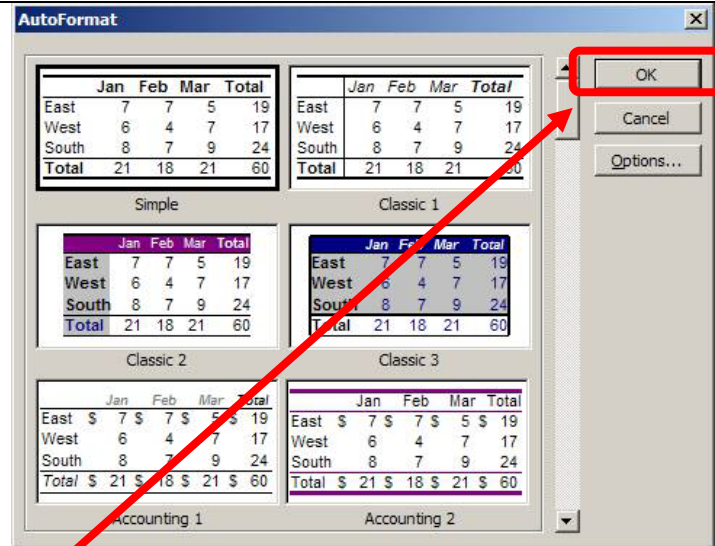 AutoFormat
OK
Cancel
Options...
Jan Feb Mar Total
East 7 7 5 19
West 6 4 7 17
South 8 7 9 24
Total 21 18 21 60
Simple
Jan Feb Mar Total
East 7 7 5 19
West 6 4 7 17
South 8 7 9 24
Total 21 18 21 60
Classic 1
Jan Feb Mar Total
East 7 7 5 19
West 6 4 7 17
South 8 7 9 24
Total 21 18 21 60
Classic 2
Jan Feb Mar Total
East 7 7 5 19
West 6 4 7 17
South 8 7 9 24
Total 21 18 21 60
Classic 3
Jan Feb Mar Total
East $ 7 $ 7 $ 5 $ 19
West 6 4 7 17
South 8 7 9 24
Total $ 21 $ 18 $ 21 $ 60
Accounting 1
Jan Feb Mar Total
East $ 7 $ 7 $ 5 $ 19
West 6 4 7 17
South 8 7 9 24
Total $ 21 $ 18 $ 21 $ 60
Accounting 2